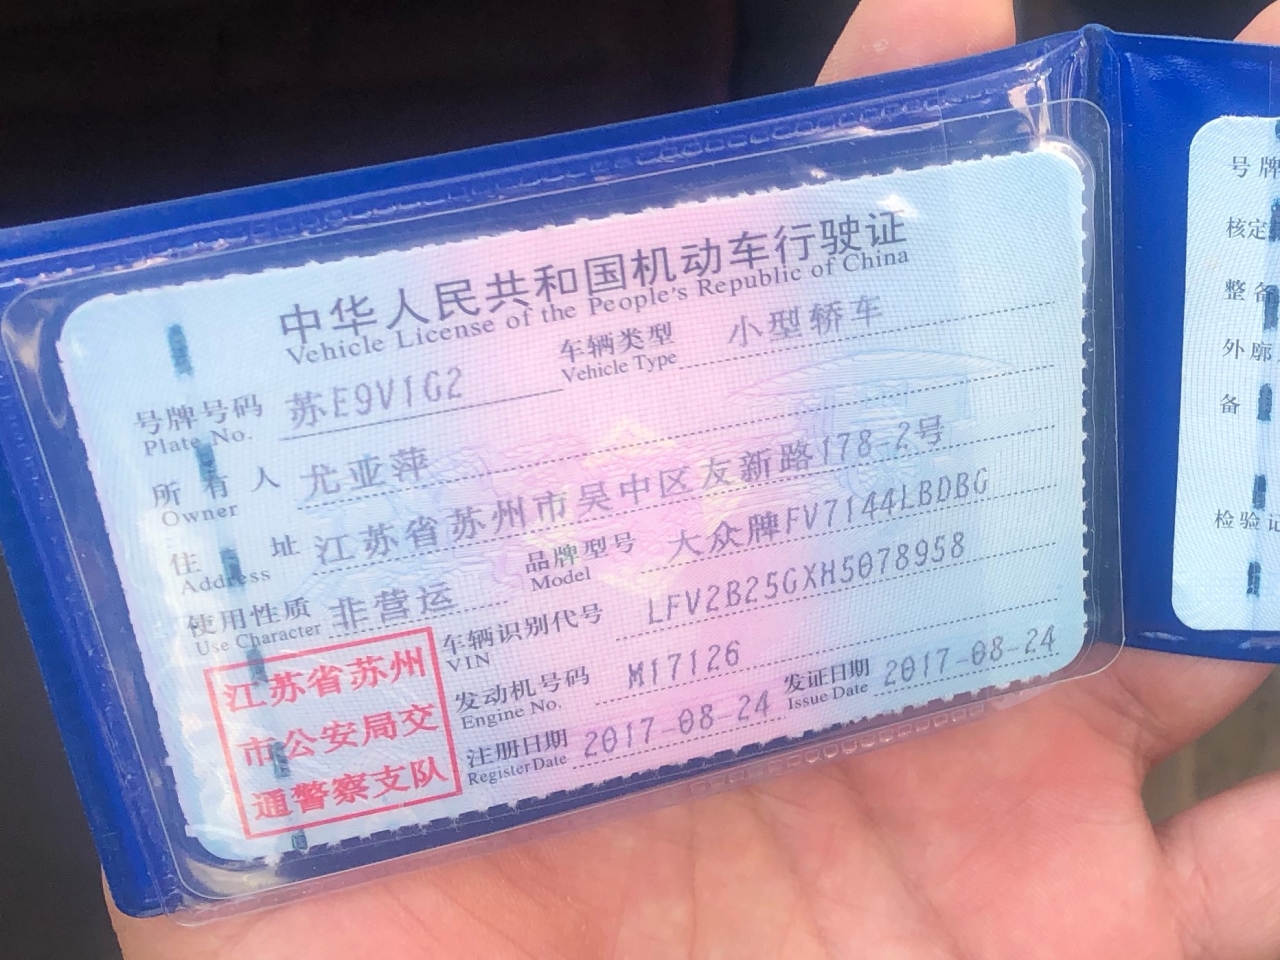 中华人民共和国机动车行驶证
Vehicle License of the People's Republic of China
号牌号码 苏E9V1G2 车辆类型 小型轿车
Plate No. Vehicle Type
所有人 尤亚萍
Owner
住址 江苏省苏州市吴中区友新路178-2号
Address
使用性质 非营运 品牌型号 大众牌FV7144LBDBG
Use Character Model
车辆识别代号 LFV2B25GXH5078958
VIN
发动机号码 M17126
Engine No.
注册日期 2017-08-24 发证日期 2017-08-24
Register Date Issue Date
江苏省苏州
市公安局交
通警察支队
号牌
核定
整备
外廓
备
检验